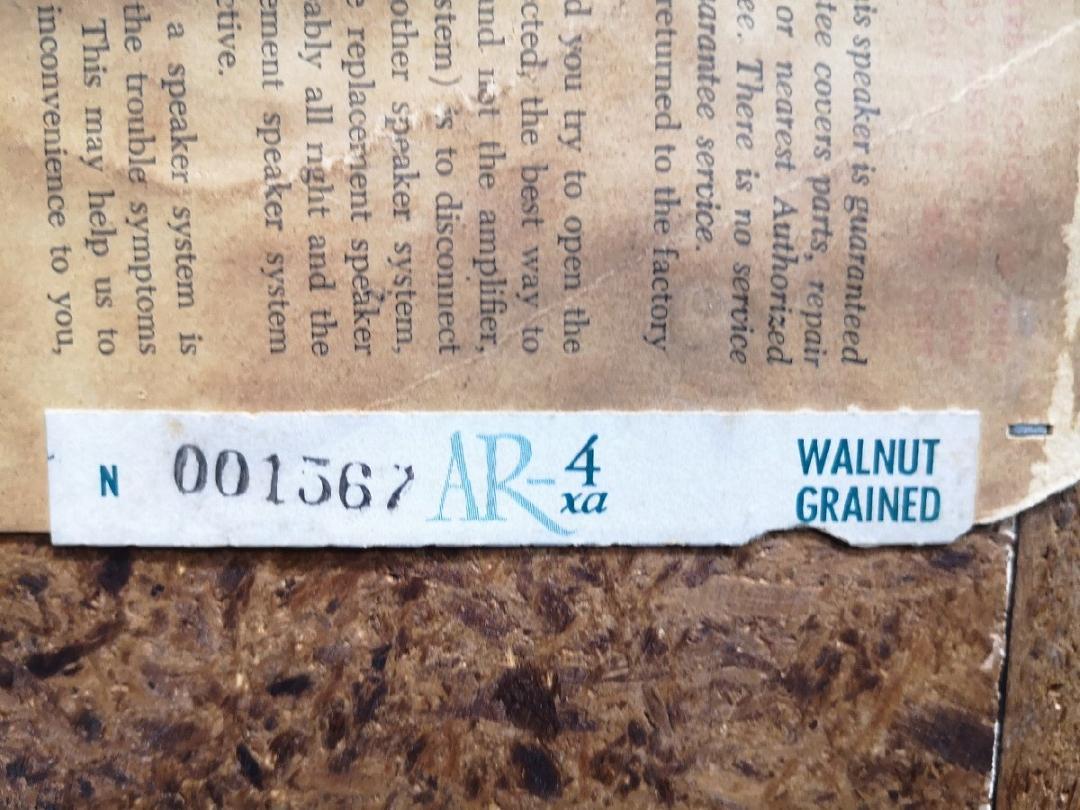 is speaker is guaranteed
tee covers parts, repair
or nearest Authorized
ee. There is no service
uarantee service.
returned to the factory
d you try to open the
cted, the best way to
and not the amplifier,
stem) is to disconnect
other speaker system,
e replacement speaker
ably all right and the
ement speaker system
ctive.
a speaker system is
the trouble symptoms
This may help us to
inconvenience to you,
N 001567 AR-4xa WALNUT
GRAINED